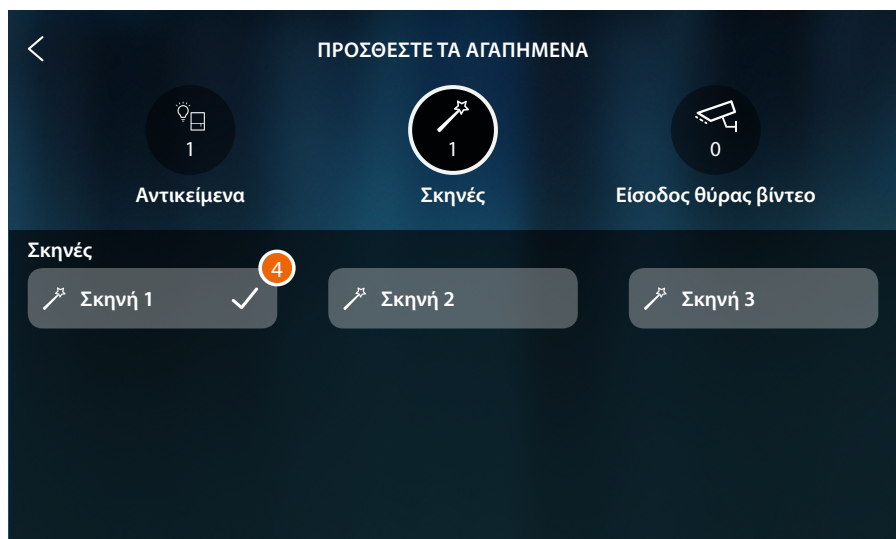 ΠΡΟΣΘΕΣΤΕ ΤΑ ΑΓΑΠΗΜΕΝΑ
1
1
0
Αντικείμενα
Σκηνές
Είσοδος θύρας βίντεο
Σκηνές
4
Σκηνή 1
Σκηνή 2
Σκηνή 3